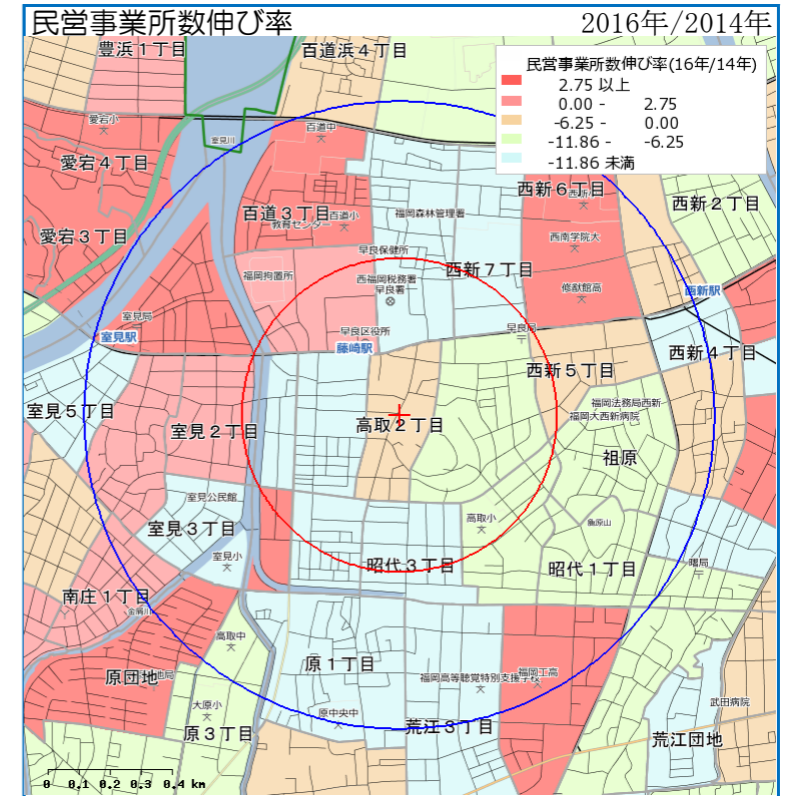 民営事業所数伸び率 2016年/2014年
豊浜1丁目
百道浜4丁目
民営事業所数伸び率(16年/14年)
2.75 以上
0.00 - 2.75
-6.25 - 0.00
-11.86 - -6.25
-11.86 未満
愛宕小
百道中
室見川
愛宕4丁目
西新6丁目
西新2丁目
百道3丁目
百道小
教育センター
福岡森林管理署
愛宕3丁目
西南学院大
早良保健所
福岡拘置所
西新7丁目
西福岡税務署
早良署
修猷館高
西新駅
室見局
早良区役所
早良局
室見駅
藤崎駅
西新4丁目
西新5丁目
室見5丁目
福岡法務局西新
福岡大西新病院
室見2丁目
高取2丁目
祖原
室見公民館
高取小
室見3丁目
室見小
昭代3丁目
昭代1丁目
曙局
南庄1丁目
金屑川
高取中
原1丁目
原団地
福岡高等聴覚特別支援学校
福岡工高
大原小
原中央中
武田病院
原3丁目
荒江3丁目
荒江団地
0 0.1 0.2 0.3 0.4 km